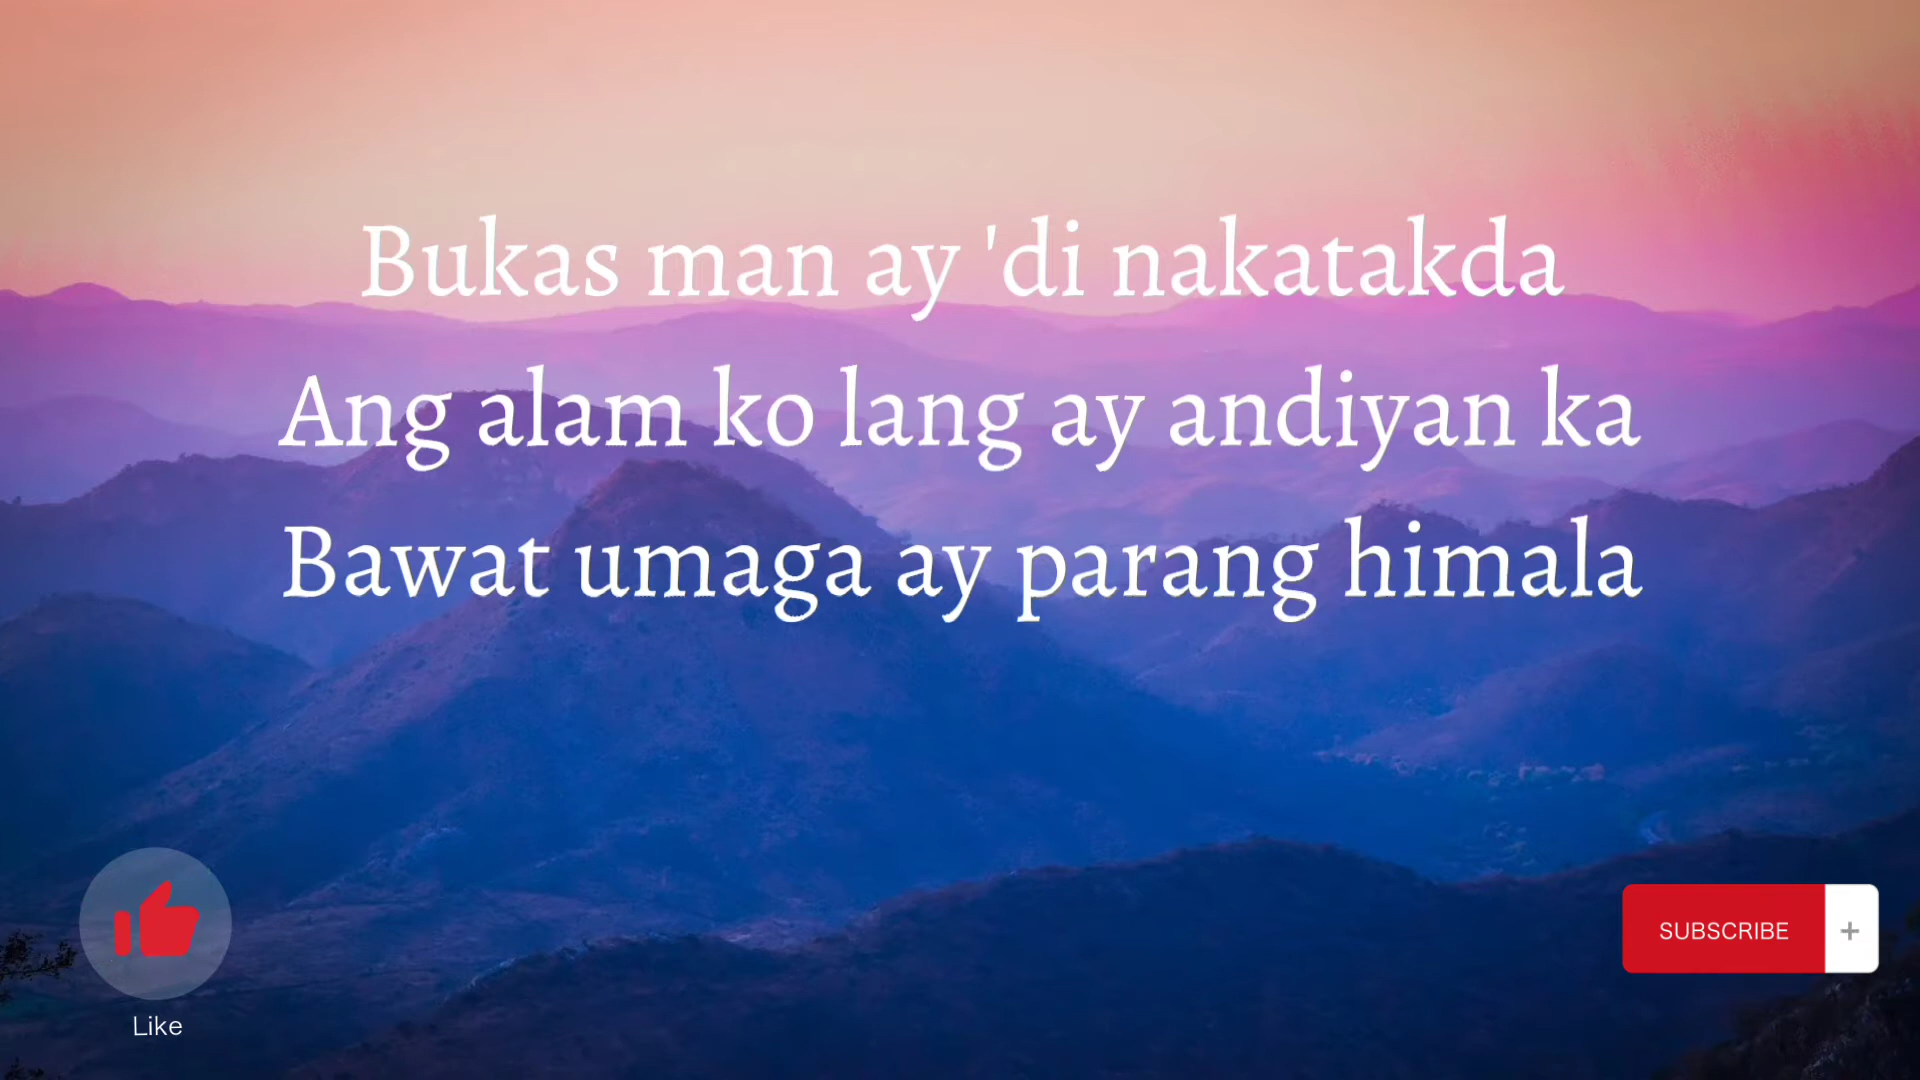 Bukas man ay 'di nakatakda
Ang alam ko lang ay andiyan ka
Bawat umaga ay parang himala
Like
SUBSCRIBE +